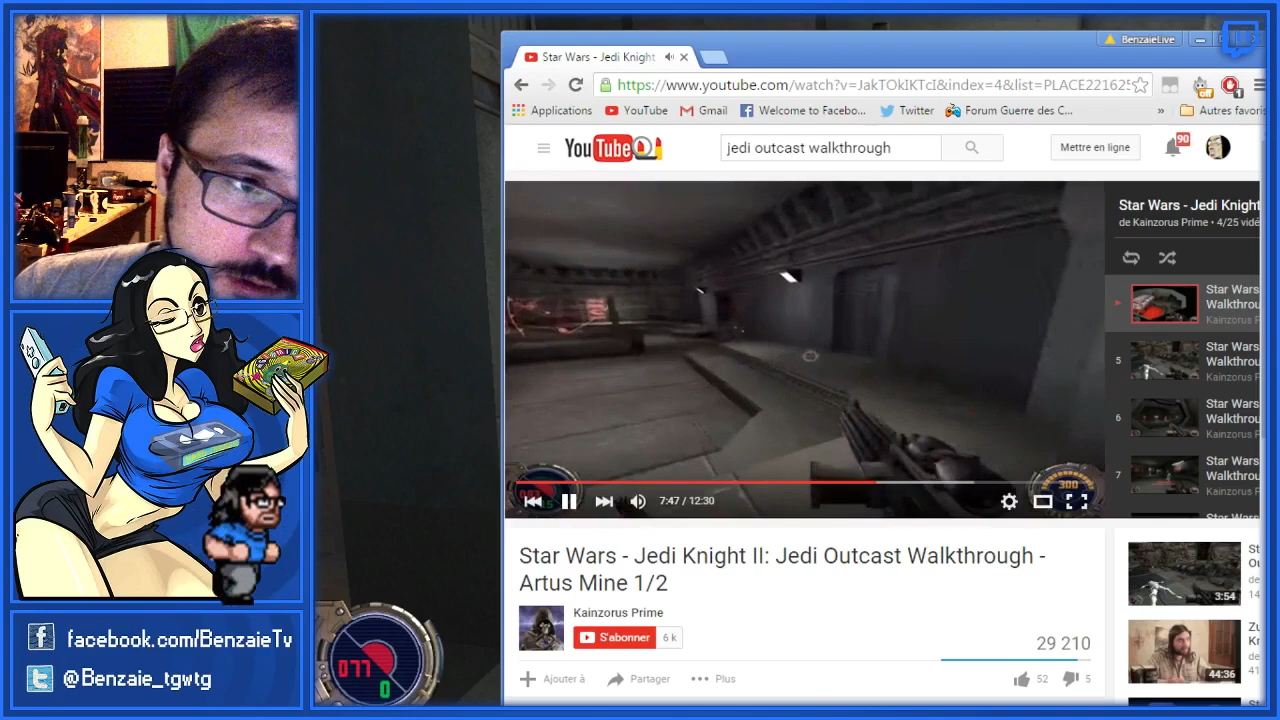 BenzaieLive
Star Wars - Jedi Knight
https://www.youtube.com/watch?v=JakTOkIKTcI&index=4&list=PLACE221625
Applications YouTube Gmail Welcome to Facebo... Twitter Forum Guerre des C... » Autres favoris
YouTube
jedi outcast walkthrough
Mettre en ligne
90
Star Wars - Jedi Knight
de Kainzorus Prime • 4/25 vidé
Star Wars
Walkthrou
Kainzorus P
5
Star Wars
Walkthrou
Kainzorus P
6
Star Wars
Walkthrou
Kainzorus P
7
Star Wars
Walkthrou
Kainzorus P
300
7:47 / 12:30
Star Wars - Jedi Knight II: Jedi Outcast Walkthrough -
Artus Mine 1/2
Kainzorus Prime
S'abonner 6 k
29 210
Ajouter à Partager Plus
52 5
3:54
44:36
077
0
facebook.com/BenzaieTv
@Benzaie_tgwtg